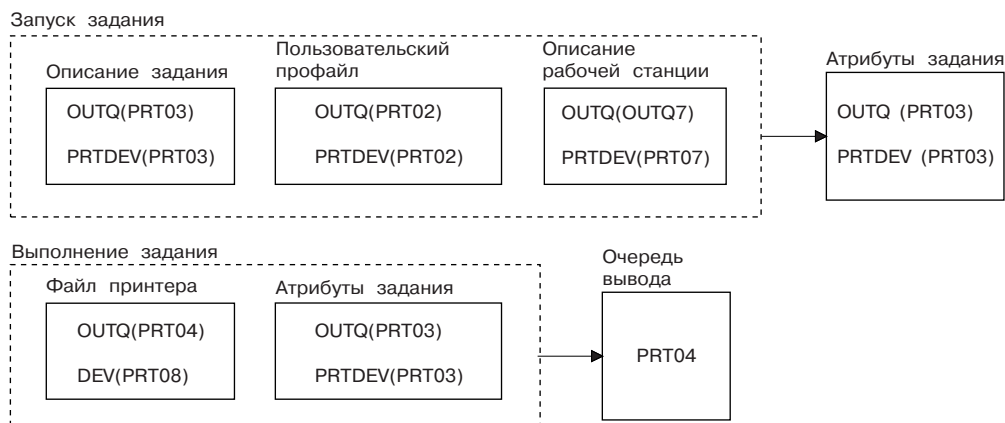 Запуск задания
Описание задания
OUTQ(PRT03)
PRTDEV(PRT03)
Пользовательский
профайл
OUTQ(PRT02)
PRTDEV(PRT02)
Описание
рабочей станции
OUTQ(OUTQ7)
PRTDEV(PRT07)
Атрибуты задания
OUTQ (PRT03)
PRTDEV (PRT03)
Выполнение задания
Файл принтера
OUTQ(PRT04)
DEV(PRT08)
Атрибуты задания
OUTQ(PRT03)
PRTDEV(PRT03)
Очередь
вывода
PRT04